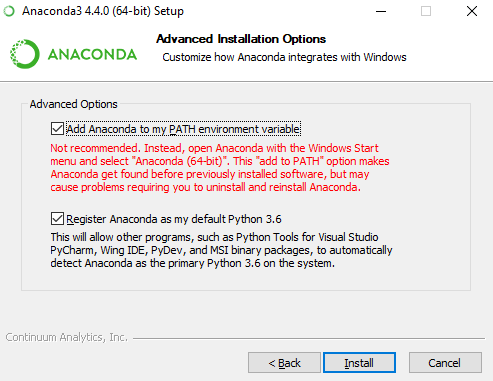 Anaconda3 4.4.0 (64-bit) Setup
Advanced Installation Options
ANACONDA
Customize how Anaconda integrates with Windows
Advanced Options
Add Anaconda to my PATH environment variable
Not recommended. Instead, open Anaconda with the Windows Start
menu and select "Anaconda (64-bit)". This "add to PATH" option makes
Anaconda get found before previously installed software, but may
cause problems requiring you to uninstall and reinstall Anaconda.
Register Anaconda as my default Python 3.6
This will allow other programs, such as Python Tools for Visual Studio
PyCharm, Wing IDE, PyDev, and MSI binary packages, to automatically
detect Anaconda as the primary Python 3.6 on the system.
Continuum Analytics, Inc.
< Back
Install
Cancel